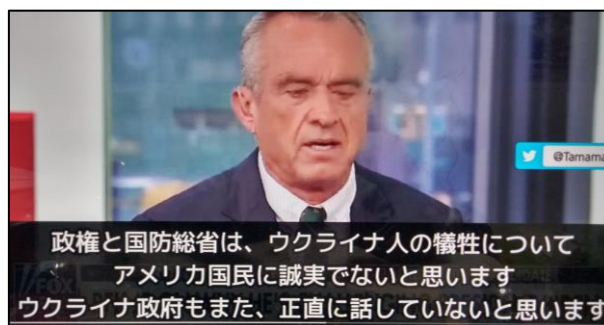 @Tamama
政権と国防総省は、ウクライナ人の犠牲について
アメリカ国民に誠実でないと思います
ウクライナ政府もまた、正直に話していないと思います
FOX